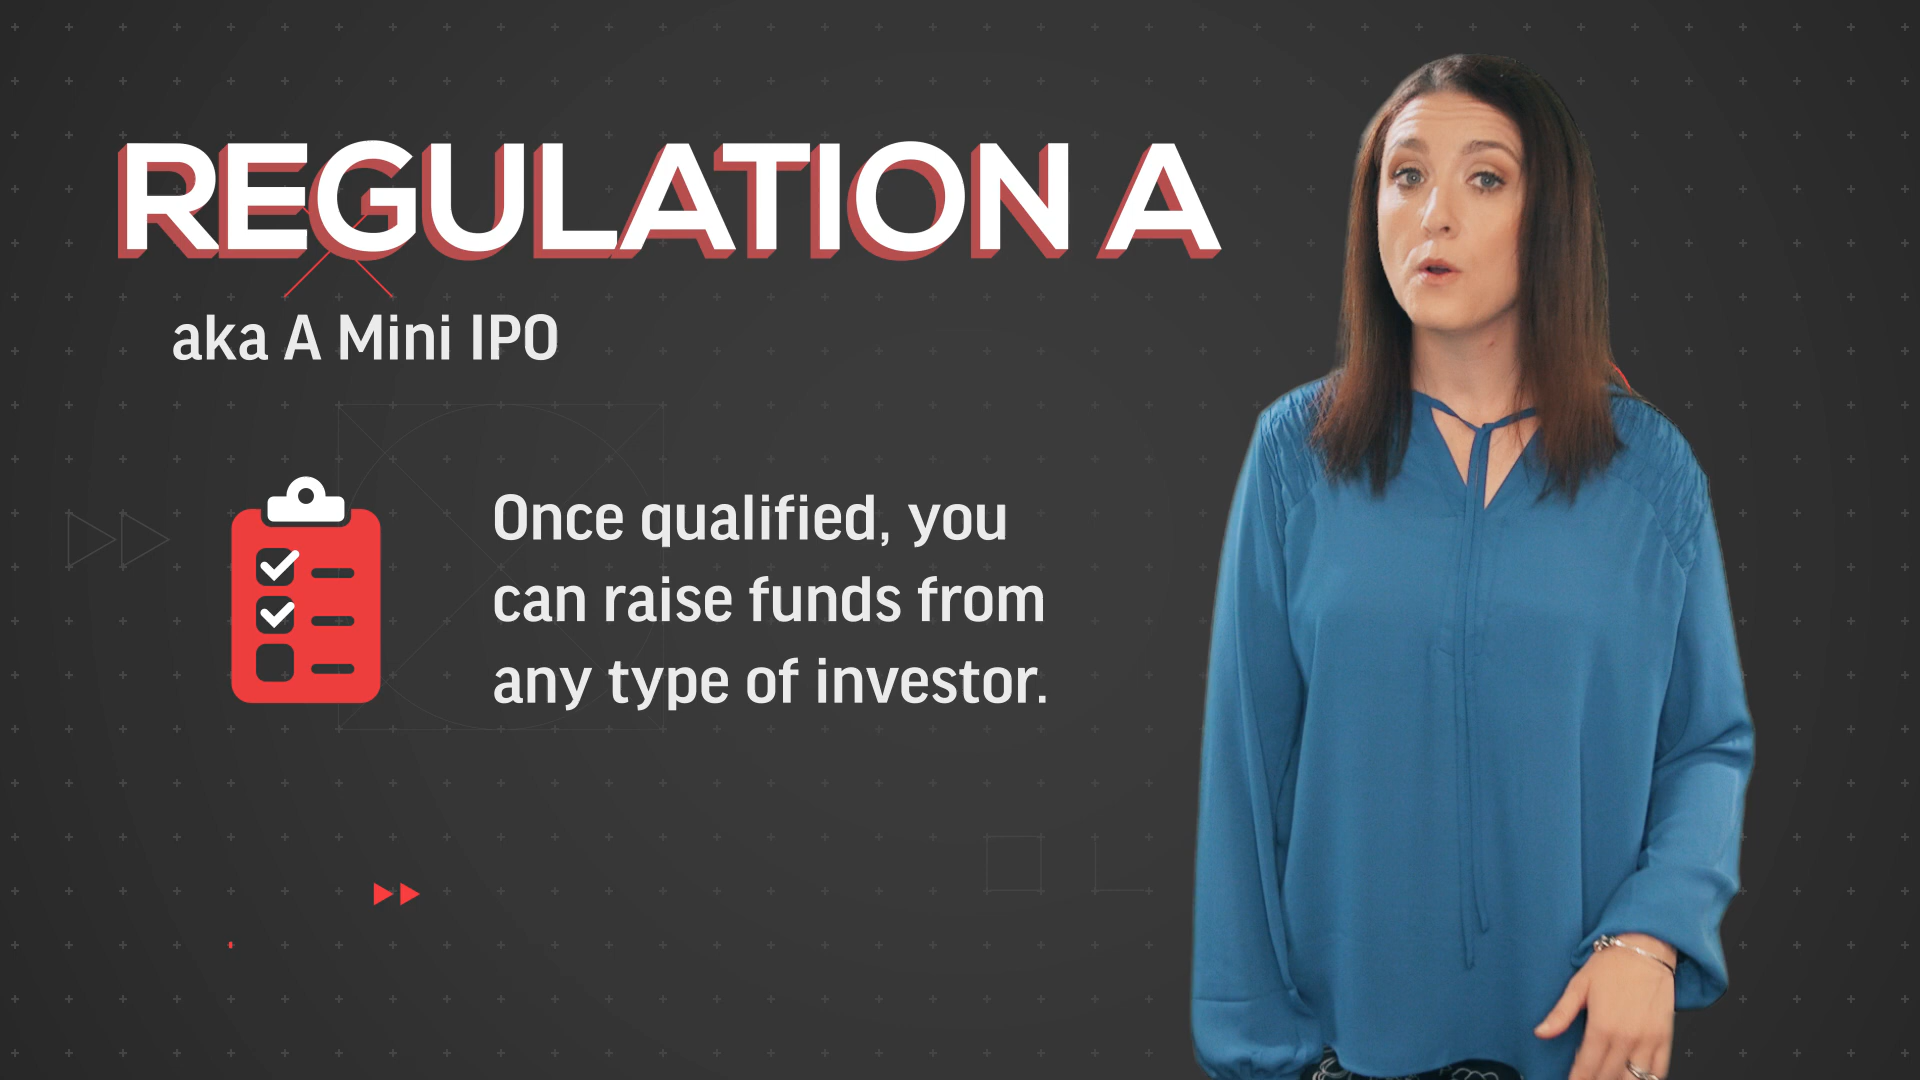 REGULATION A
aka A Mini IPO
Once qualified, you
can raise funds from
any type of investor.